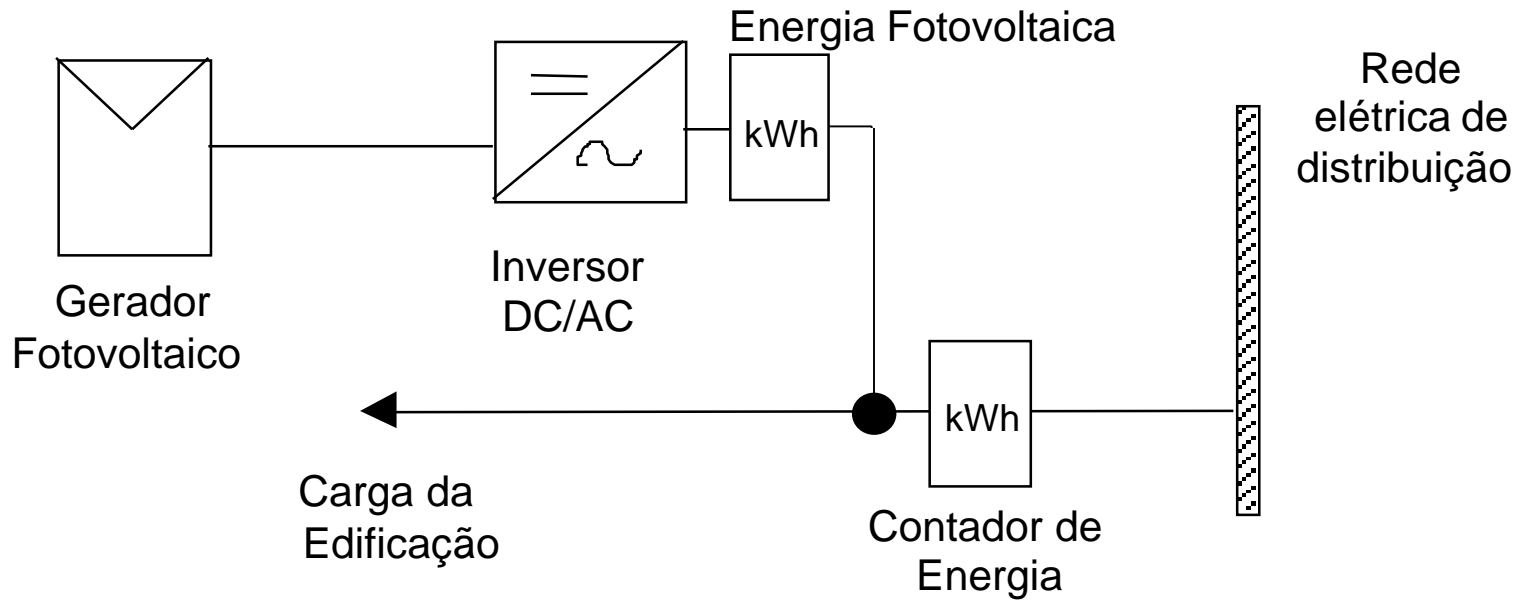 Energia Fotovoltaica
Rede
elétrica de
distribuição
kWh
Inversor
DC/AC
Gerador
Fotovoltaico
kWh
Carga da
Edificação
Contador de
Energia